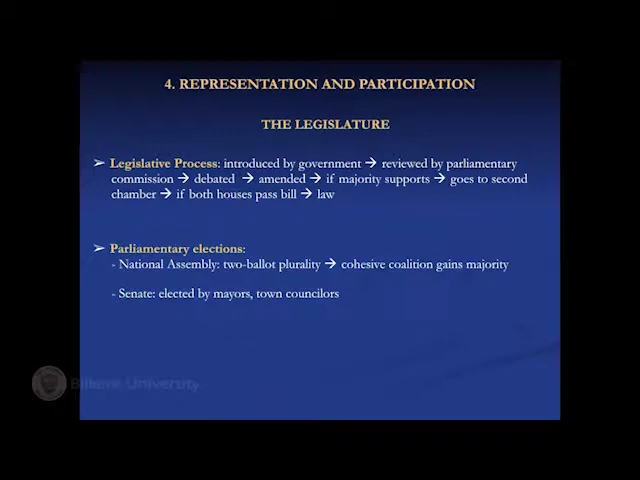 4. REPRESENTATION AND PARTICIPATION
THE LEGISLATURE
➢ Legislative Process: introduced by government → reviewed by parliamentary
commission → debated → amended → if majority supports → goes to second
chamber → if both houses pass bill → law
➢ Parliamentary elections:
- National Assembly: two-ballot plurality → cohesive coalition gains majority
- Senate: elected by mayors, town councilors
Bilkent University